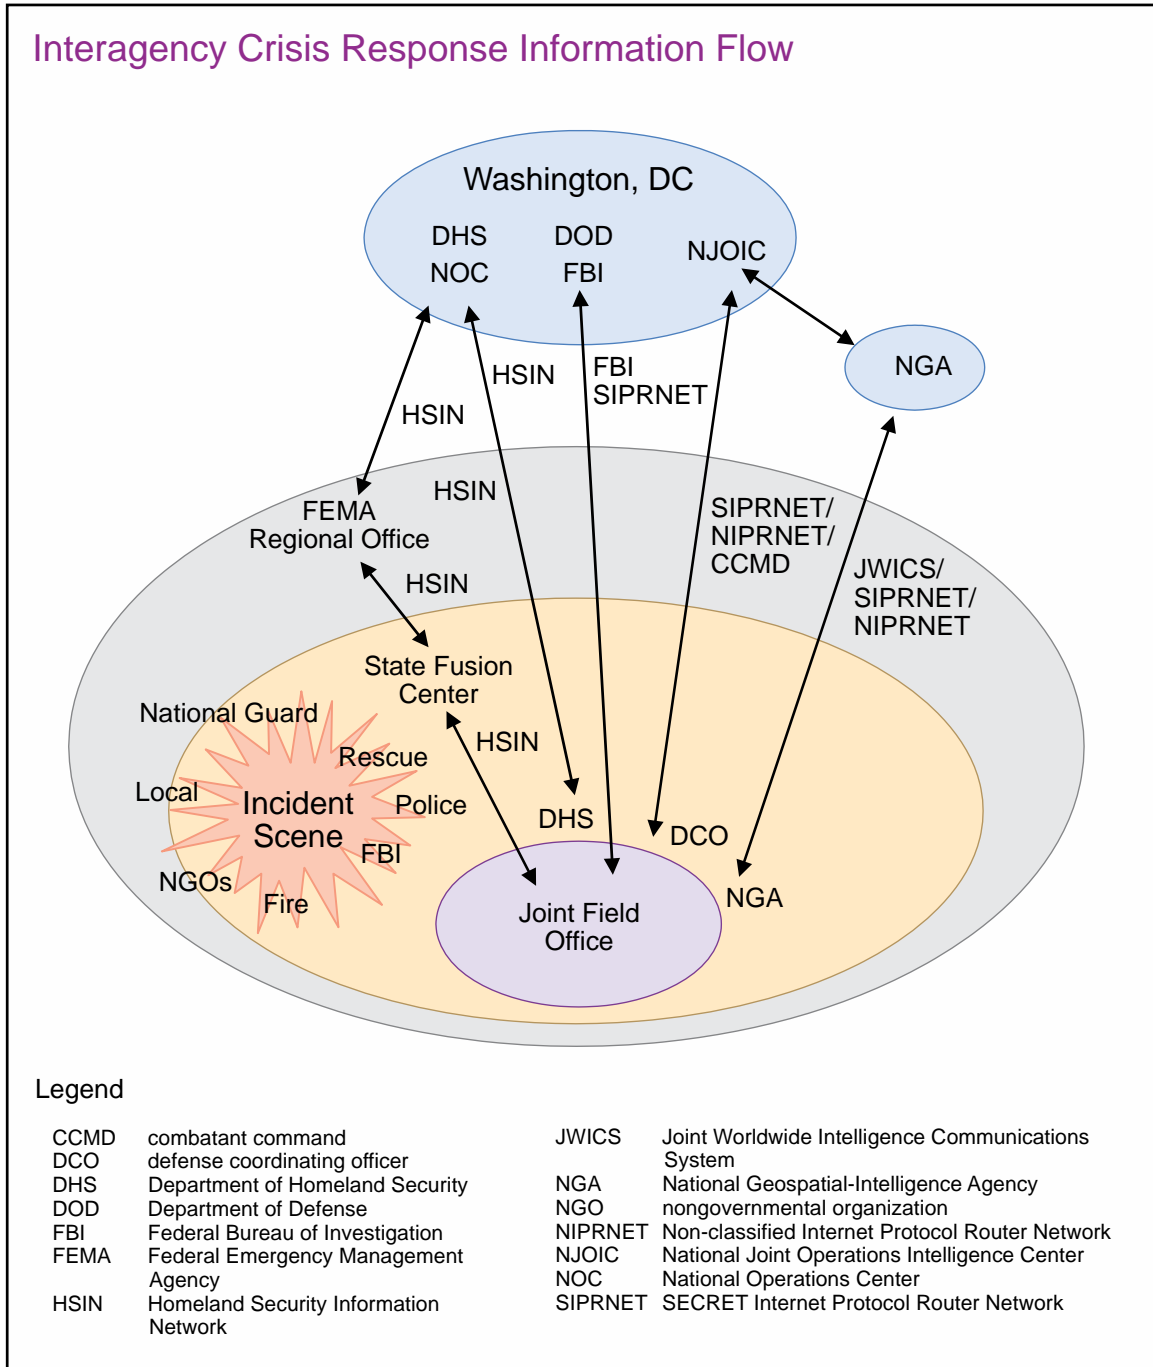 Interagency Crisis Response Information Flow
Washington, DC
DHS
NOC
DOD
FBI
NJOIC
NGA
HSIN
FBI
SIPRNET
HSIN
HSIN
FEMA
Regional Office
SIPRNET/
NIPRNET/
CCMD
JWICS/
SIPRNET/
NIPRNET
HSIN
State Fusion
Center
National Guard
HSIN
Rescue
Local
Incident
Scene
Police
DHS
DCO
FBI
NGOs
Fire
NGA
Joint Field
Office
Legend
CCMD combatant command
DCO defense coordinating officer
DHS Department of Homeland Security
DOD Department of Defense
FBI Federal Bureau of Investigation
FEMA Federal Emergency Management
Agency
HSIN Homeland Security Information
Network
JWICS Joint Worldwide Intelligence Communications
System
NGA National Geospatial-Intelligence Agency
NGO nongovernmental organization
NIPRNET Non-classified Internet Protocol Router Network
NJOIC National Joint Operations Intelligence Center
NOC National Operations Center
SIPRNET SECRET Internet Protocol Router Network